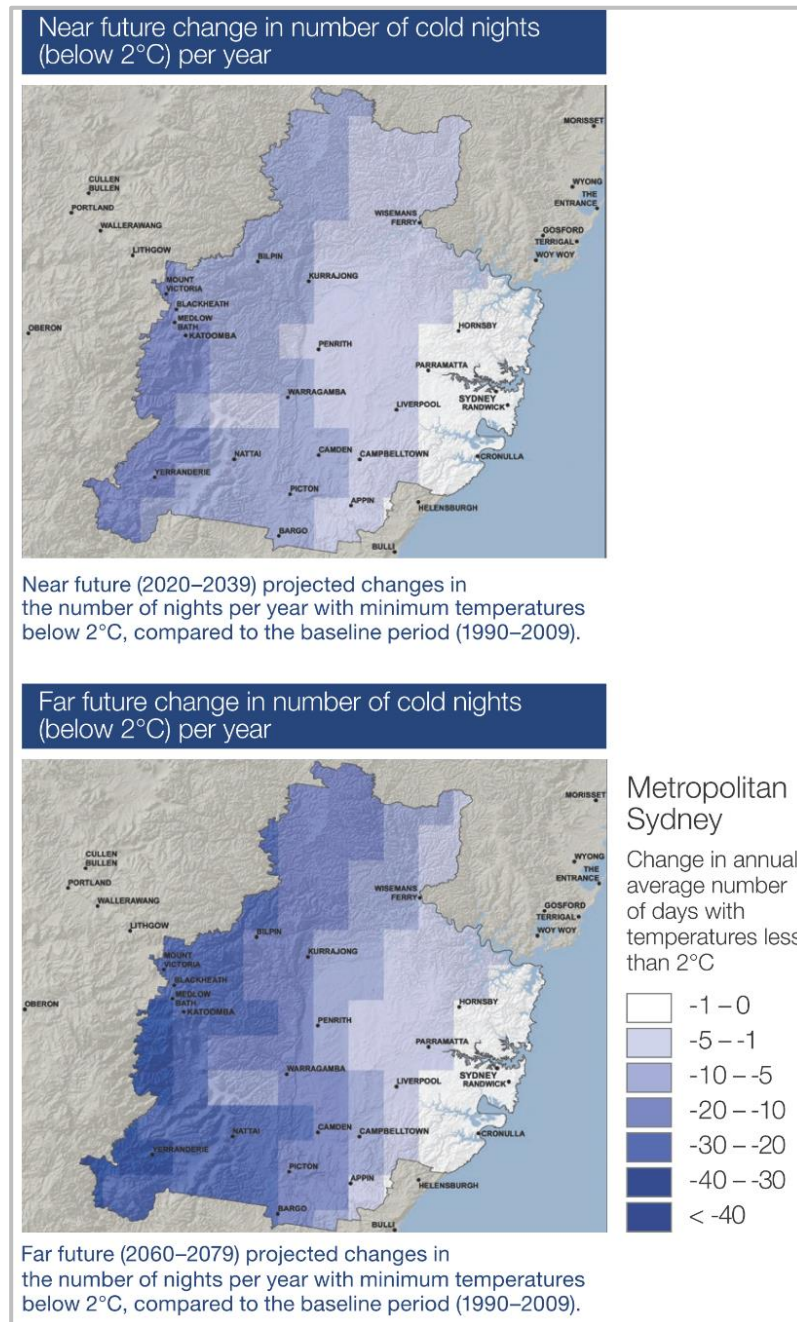 Near future change in number of cold nights
(below 2°C) per year
MORISSET
CULLEN
BULLEN
PORTLAND
WALLERAWANG
LITHGOW
WYONG
THE
ENTRANCE
WISEMANS
FERRY
GOSFORD
TERRIGAL
WOY WOY
BILPIN
KURRAJONG
MOUNT
VICTORIA
BLACKHEATH
OBERON
MEDLOW
BATH
KATOOMBA
HORNSBY
PENRITH
PARRAMATTA
WARRAGAMBA
LIVERPOOL
SYDNEY
RANDWICK
NATTAI
CAMDEN
CAMPBELLTOWN
CRONULLA
YERRANDERIE
PICTON
APPIN
HELENSBURGH
BARGO
BULLI
Near future (2020–2039) projected changes in
the number of nights per year with minimum temperatures
below 2°C, compared to the baseline period (1990–2009).
Far future change in number of cold nights
(below 2°C) per year
MORISSET
CULLEN
BULLEN
PORTLAND
WALLERAWANG
LITHGOW
WYONG
THE
ENTRANCE
WISEMANS
FERRY
GOSFORD
TERRIGAL
WOY WOY
BILPIN
KURRAJONG
MOUNT
VICTORIA
BLACKHEATH
OBERON
MEDLOW
BATH
KATOOMBA
HORNSBY
PENRITH
PARRAMATTA
WARRAGAMBA
LIVERPOOL
SYDNEY
RANDWICK
NATTAI
CAMDEN
CAMPBELLTOWN
CRONULLA
YERRANDERIE
PICTON
APPIN
HELENSBURGH
BARGO
BULLI
Metropolitan
Sydney
Change in annual
average number
of days with
temperatures less
than 2°C
-1 – 0
-5 – -1
-10 – -5
-20 – -10
-30 – -20
-40 – -30
< -40
Far future (2060–2079) projected changes in
the number of nights per year with minimum temperatures
below 2°C, compared to the baseline period (1990–2009).